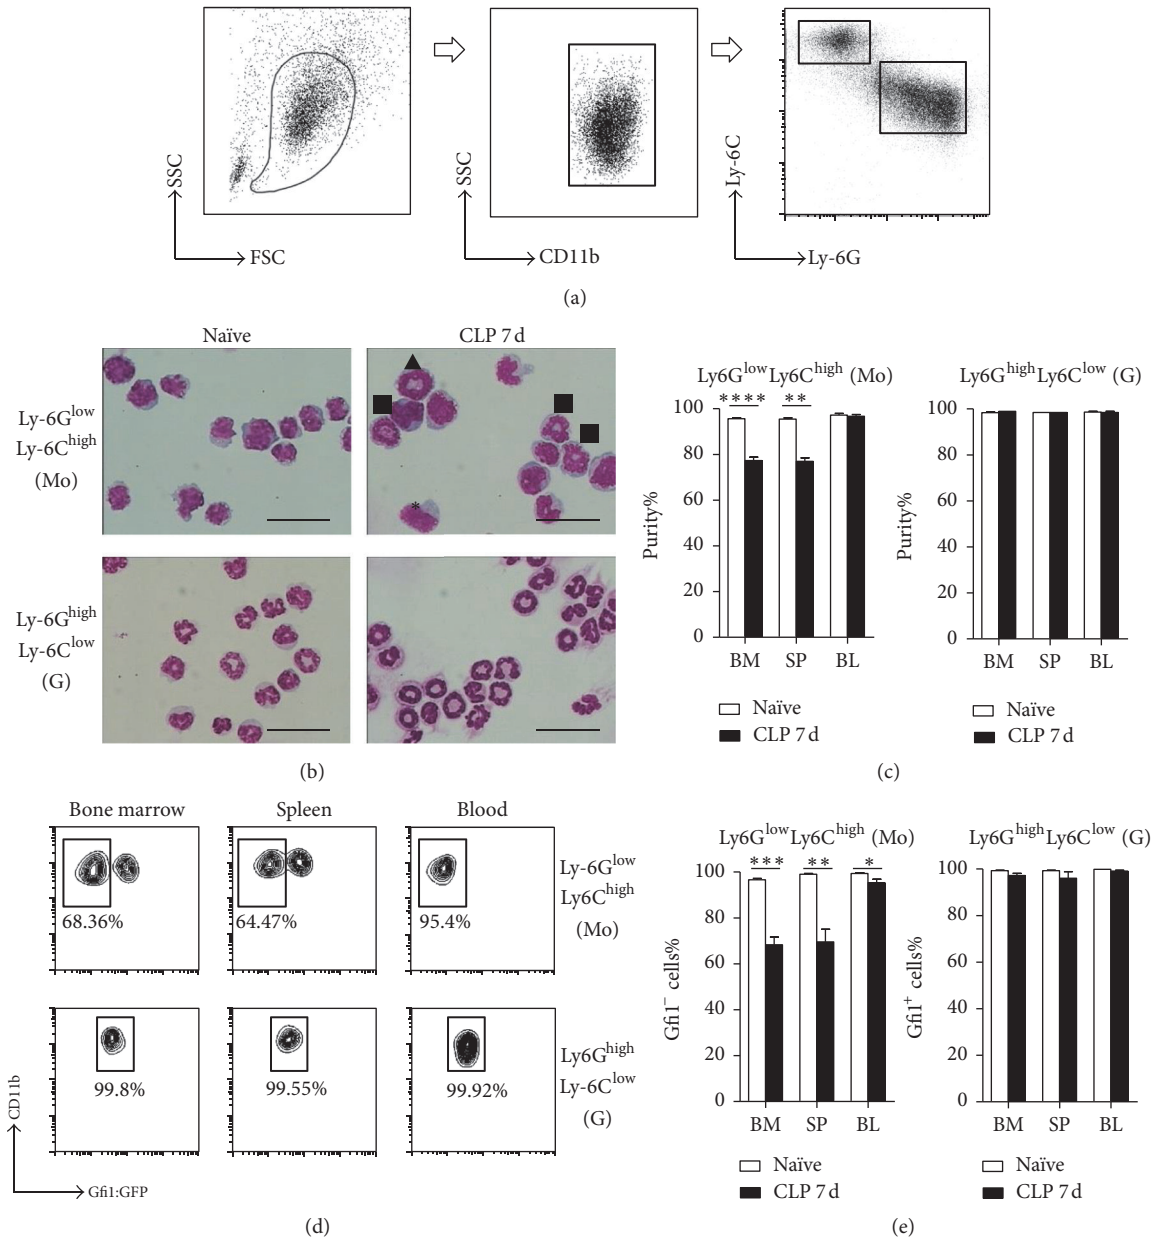 SSC
FSC
SSC
CD11b
Ly-6C
Ly-6G
(a)
Naïve
CLP 7 d
Ly-6G^low
Ly-6C^high
(Mo)
*
Ly-6G^high
Ly-6C^low
(G)
(b)
Ly6G^low Ly6C^high (Mo)
**** **
100
80
60
40
20
0
Purity%
BM SP BL
Naïve
CLP 7 d
Ly6G^high Ly6C^low (G)
100
80
60
40
20
0
Purity%
BM SP BL
Naïve
CLP 7 d
(c)
Bone marrow Spleen Blood
68.36% 64.47% 95.4%
Ly-6G^low
Ly6C^high
(Mo)
99.8% 99.55% 99.92%
Ly6G^high
Ly-6C^low
(G)
CD11b
Gfi1:GFP
(d)
Ly6G^low Ly6C^high (Mo)
*** ** *
100
80
60
40
20
0
Gfi1⁻ cells%
BM SP BL
Naïve
CLP 7 d
Ly6G^high Ly6C^low (G)
100
80
60
40
20
0
Gfi1⁺ cells%
BM SP BL
Naïve
CLP 7 d
(e)